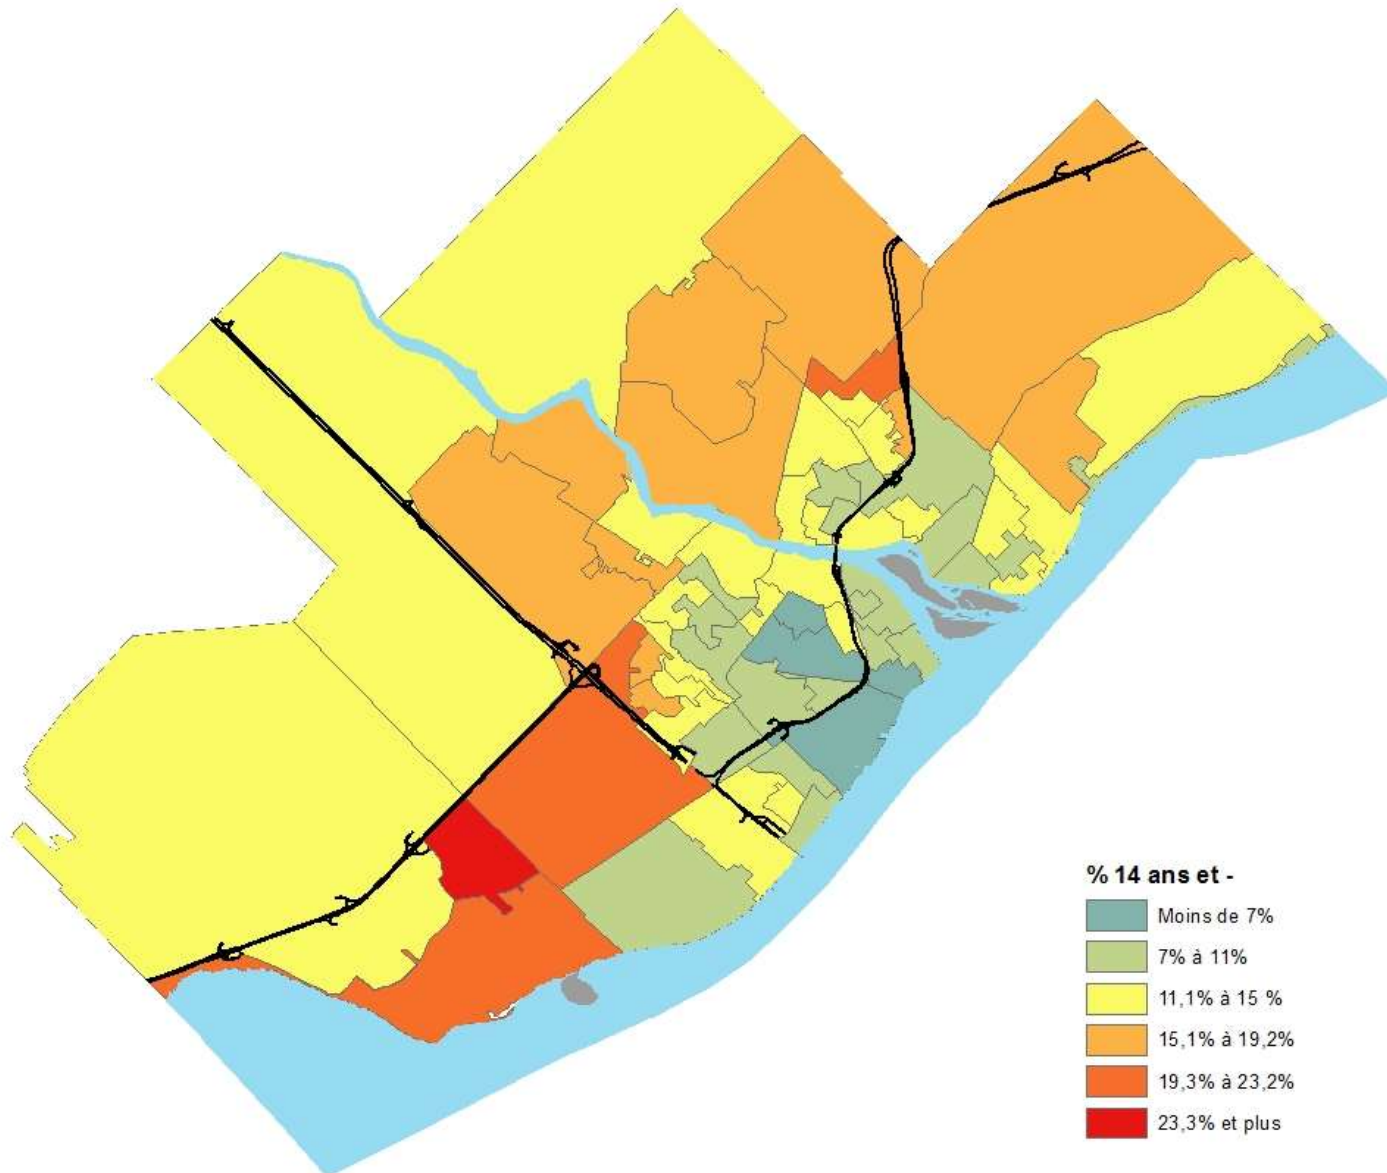 % 14 ans et -
Moins de 7%
7% à 11%
11,1% à 15 %
15,1% à 19,2%
19,3% à 23,2%
23,3% et plus